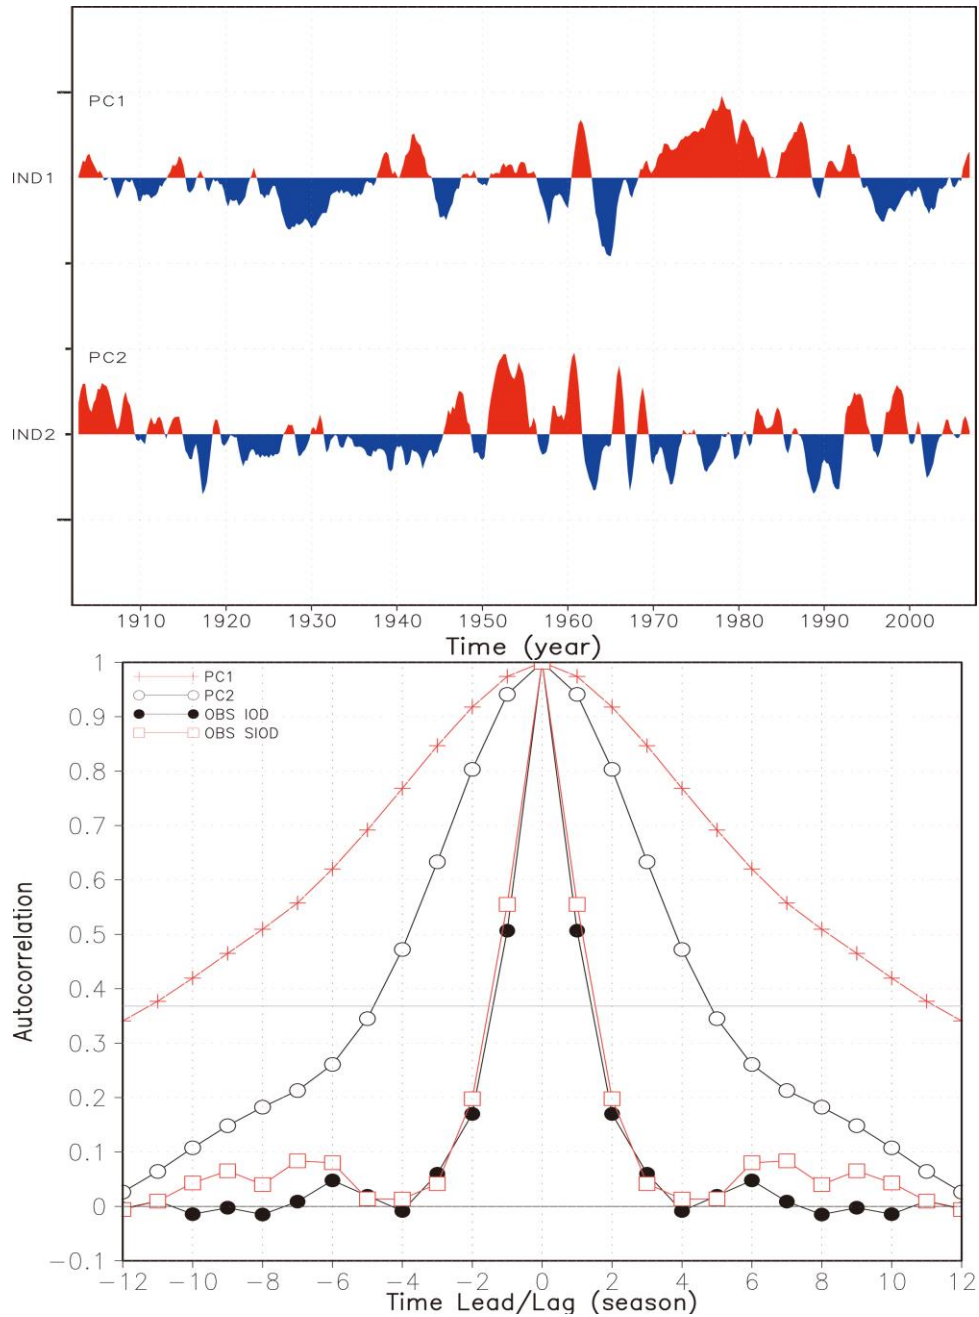 PC1
IND1
PC2
IND2
1910 1920 1930 1940 1950 1960 1970 1980 1990 2000
Time (year)
1
PC1
PC2
OBS IOD
OBS SIOD
0.9
0.8
0.7
0.6
0.5
0.4
0.3
0.2
0.1
0
-0.1
Autocorrelation
-12 -10 -8 -6 -4 -2 0 2 4 6 8 10 12
Time Lead/Lag (season)